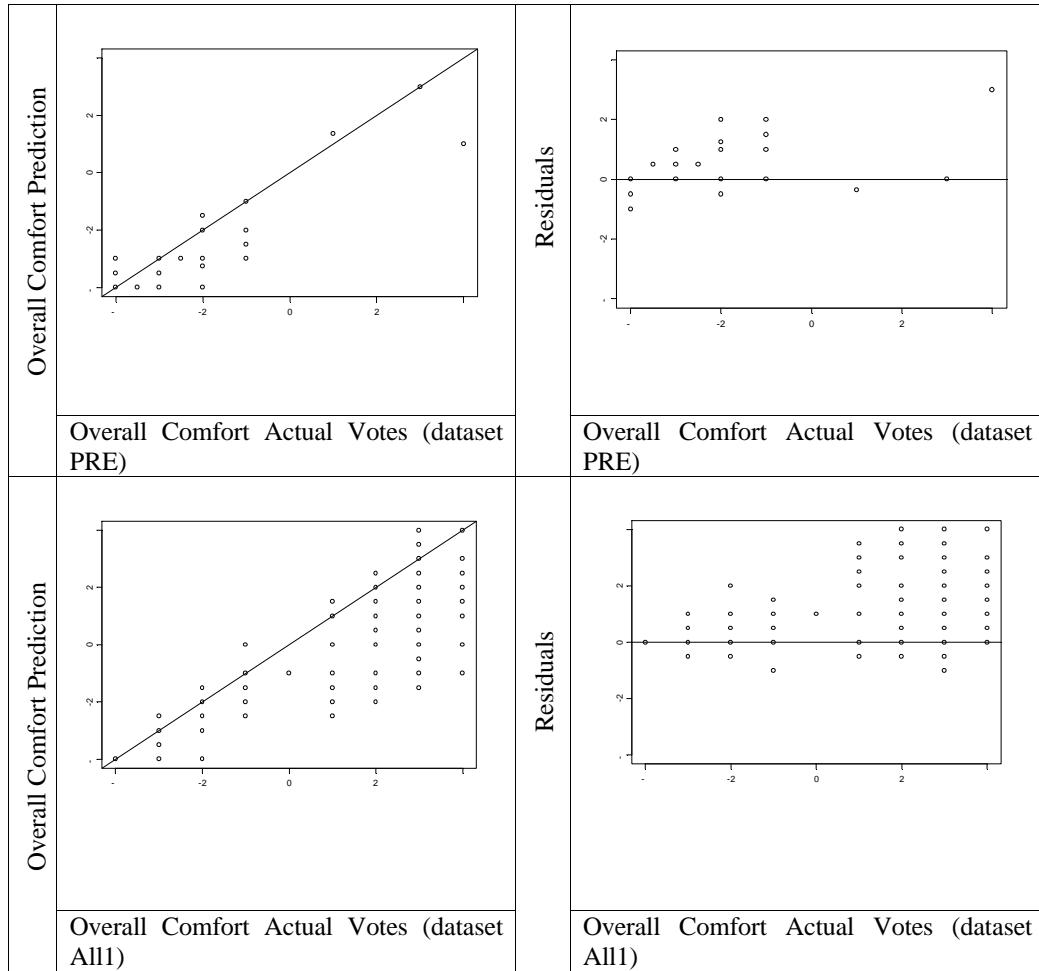 Overall Comfort Prediction
2
0
-2
-
-
-2
0
2
Residuals
2
0
-2
-
-
-2
0
2
Overall Comfort Actual Votes (dataset
PRE)
Overall Comfort Actual Votes (dataset
PRE)
Overall Comfort Prediction
2
0
-2
-
-
-2
0
2
Residuals
2
0
-2
-
-
-2
0
2
Overall Comfort Actual Votes (dataset
All1)
Overall Comfort Actual Votes (dataset
All1)